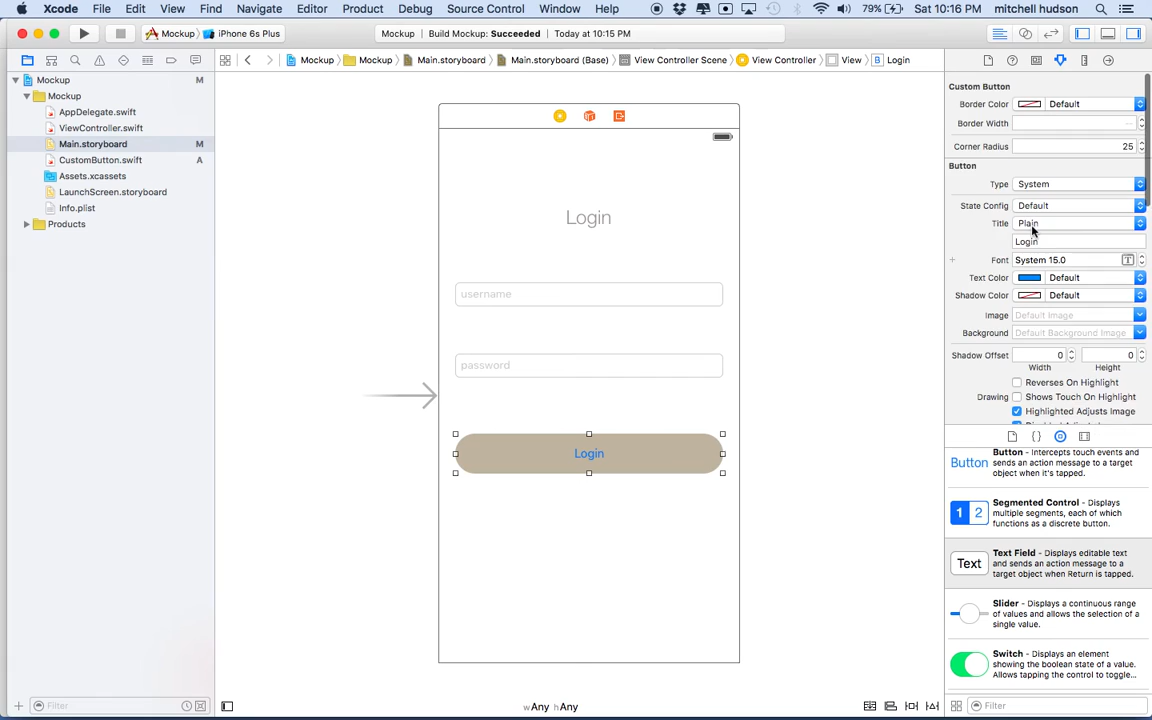 Xcode File Edit View Find Navigate Editor Product Debug Source Control Window Help 79% Sat 10:16 PM mitchell hudson
Mockup iPhone 6s Plus Mockup Build Mockup: Succeeded Today at 10:15 PM
Mockup Mockup Main.storyboard Main.storyboard (Base) View Controller Scene View Controller View B Login
Mockup M
Mockup
AppDelegate.swift
ViewController.swift
Main.storyboard M
CustomButton.swift A
Assets.xcassets
LaunchScreen.storyboard
Info.plist
Products
Login
username
password
Login
Custom Button
Border Color Default
Border Width
Corner Radius 25
Button
Type System
State Config Default
Title Plain
Login
Font System 15.0 T
Text Color Default
Shadow Color Default
Image Default Image
Background Default Background Image
Shadow Offset 0 0
Width Height
Reverses On Highlight
Drawing Shows Touch On Highlight
Highlighted Adjusts Image
Button Button - Intercepts touch events and
sends an action message to a target
object when it's tapped.
1 2 Segmented Control - Displays
multiple segments, each of which
functions as a discrete button.
Text Text Field - Displays editable text
and sends an action message to a
target object when Return is tapped.
Slider - Displays a continuous range
of values and allows the selection of a
single value.
Switch - Displays an element
showing the boolean state of a value.
Allows tapping the control to toggle...
Filter wAny hAny Filter